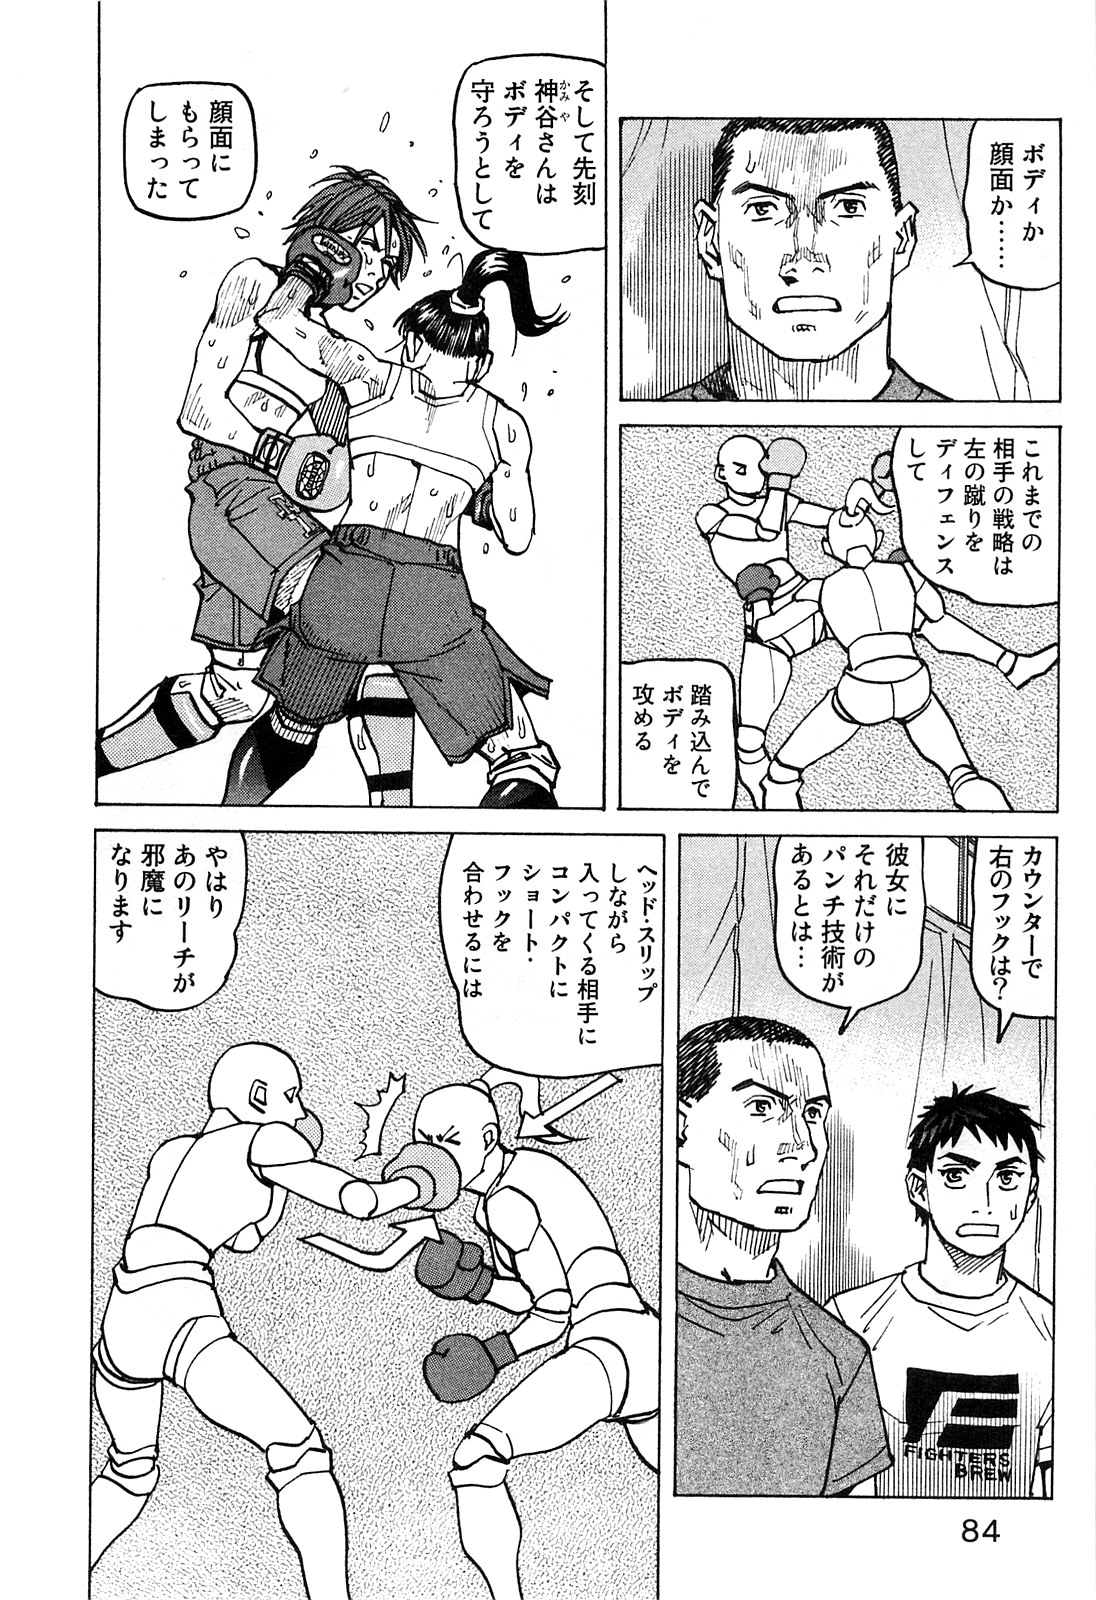 ボディか
顔面か……
これまでの
相手の戦略は
左の蹴りを
ディフェンス
して
踏み込んで
ボディを
攻める
そして先刻
神谷さんは
かみや
ボディを
守ろうとして
顔面に
もらって
しまった
カウンターで
右のフックは？
彼女に
それだけの
パンチ技術が
あるとは…
FIGHTERS
BREW
ヘッド・スリップ
しながら
入ってくる相手に
コンパクトに
ショート・
フックを
合わせるには
やはり
あのリーチが
邪魔に
なります
84